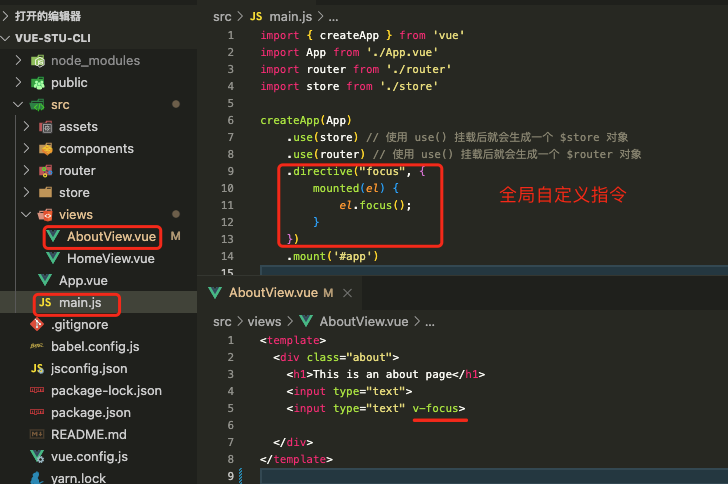 打开的编辑器
VUE-STU-CLI
node_modules
public
src
assets
components
router
store
views
AboutView.vue M
HomeView.vue
App.vue
JS main.js
.gitignore
babel.config.js
JS jsconfig.json
package-lock.json
package.json
README.md
vue.config.js
yarn.lock
src > JS main.js > ...
1 import { createApp } from 'vue'
2 import App from './App.vue'
3 import router from './router'
4 import store from './store'
5
6 createApp(App)
7 .use(store) // 使用 use() 挂载后就会生成一个 $store 对象
8 .use(router) // 使用 use() 挂载后就会生成一个 $router 对象
9 .directive("focus", {
10 mounted(el) {
11 el.focus();
12 }
13 })
14 .mount('#app')
15
全局自定义指令
AboutView.vue M ×
src > views > AboutView.vue > ...
1 <template>
2 <div class="about">
3 <h1>This is an about page</h1>
4 <input type="text">
5 <input type="text" v-focus>
6
7 </div>
8 </template>
9